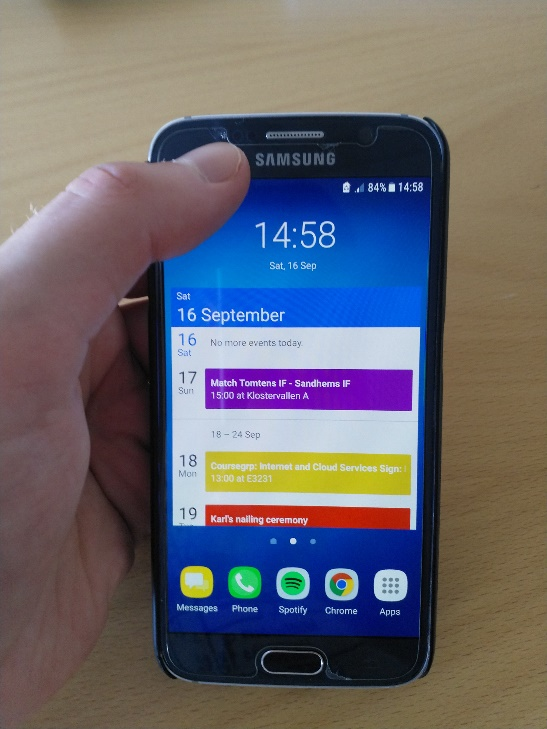 SAMSUNG
84% 14:58
14:58
Sat, 16 Sep
Sat
16 September
16
Sat
No more events today.
17
Sun
Match Tomtens IF - Sandhems IF
15:00 at Klostervallen A
18 – 24 Sep
18
Mon
Coursegrp: Internet and Cloud Services Sign:
13:00 at E3231
19
Karl's nailing ceremony
Messages
Phone
Spotify
Chrome
Apps